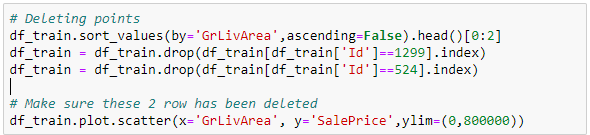 # Deleting points
df_train.sort_values(by='GrLivArea',ascending=False).head()[0:2]
df_train = df_train.drop(df_train[df_train['Id']==1299].index)
df_train = df_train.drop(df_train[df_train['Id']==524].index)
# Make sure these 2 row has been deleted
df_train.plot.scatter(x='GrLivArea', y='SalePrice',ylim=(0,800000))